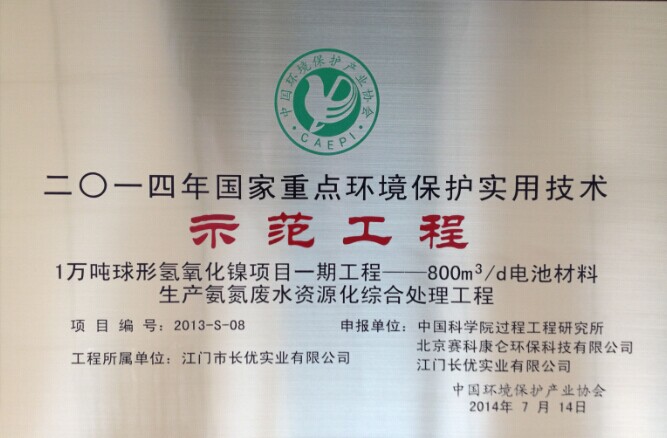 中国环境保护产业协会
·CAEPI·
二〇一四年国家重点环境保护实用技术
示范工程
1万吨球形氢氧化镍项目一期工程——800m³/d电池材料
生产氨氮废水资源化综合处理工程
项目编号:2013-S-08
申报单位:中国科学院过程工程研究所
北京赛科康仑环保科技有限公司
工程所属单位:江门市长优实业有限公司
江门长优实业有限公司
中国环境保护产业协会
2014年 7 月 14日